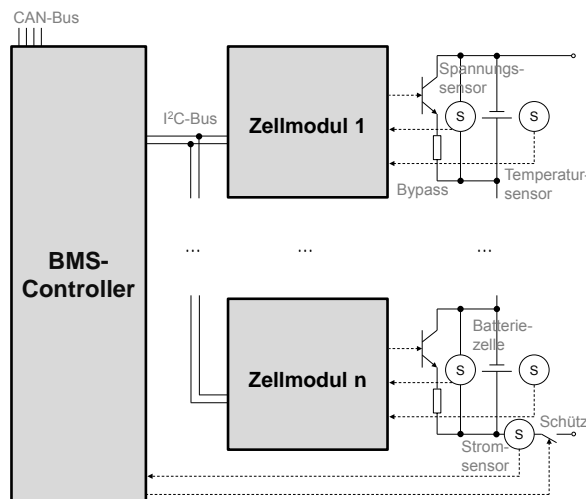 CAN-Bus
I²C-Bus
BMS-
Controller
Zellmodul 1
Spannungs-
sensor
S
S
Bypass
Temperatur-
sensor
...
...
...
Zellmodul n
Batterie-
zelle
S
S
Strom-
sensor
S
Schütz